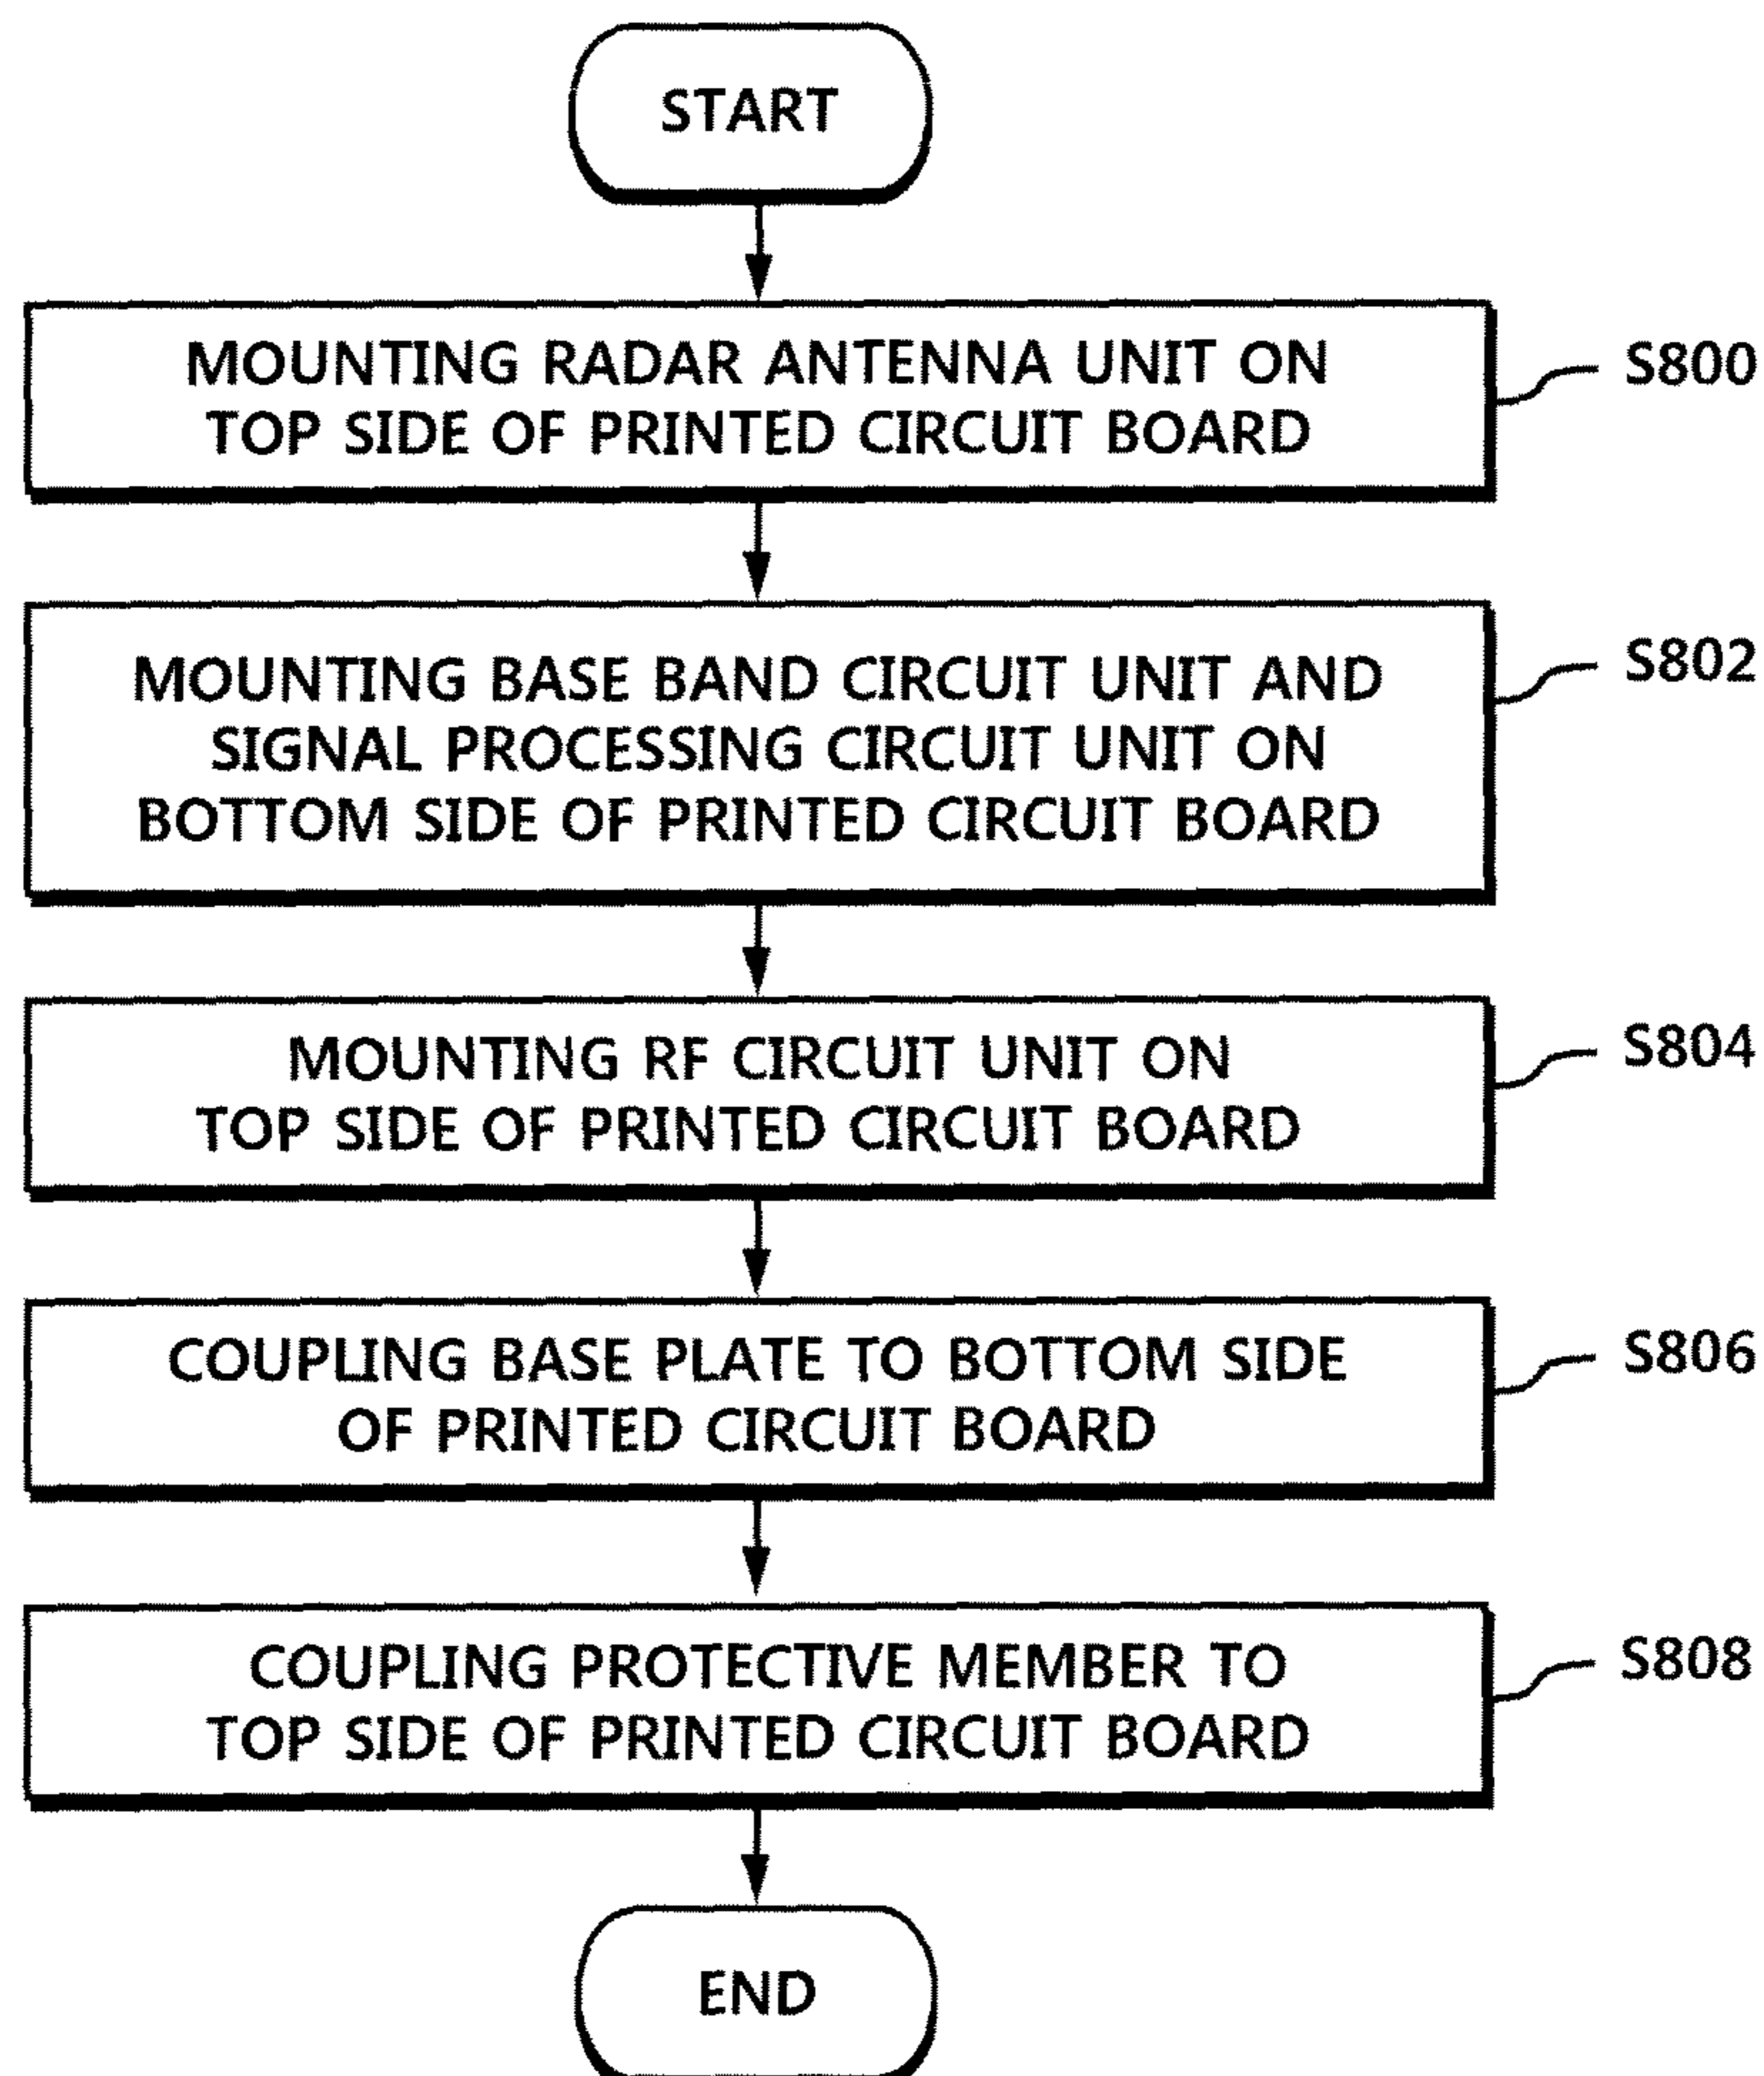 START
MOUNTING RADAR ANTENNA UNIT ON
TOP SIDE OF PRINTED CIRCUIT BOARD
S800
MOUNTING BASE BAND CIRCUIT UNIT AND
SIGNAL PROCESSING CIRCUIT UNIT ON
BOTTOM SIDE OF PRINTED CIRCUIT BOARD
S802
MOUNTING RF CIRCUIT UNIT ON
TOP SIDE OF PRINTED CIRCUIT BOARD
S804
COUPLING BASE PLATE TO BOTTOM SIDE
OF PRINTED CIRCUIT BOARD
S806
COUPLING PROTECTIVE MEMBER TO
TOP SIDE OF PRINTED CIRCUIT BOARD
S808
END